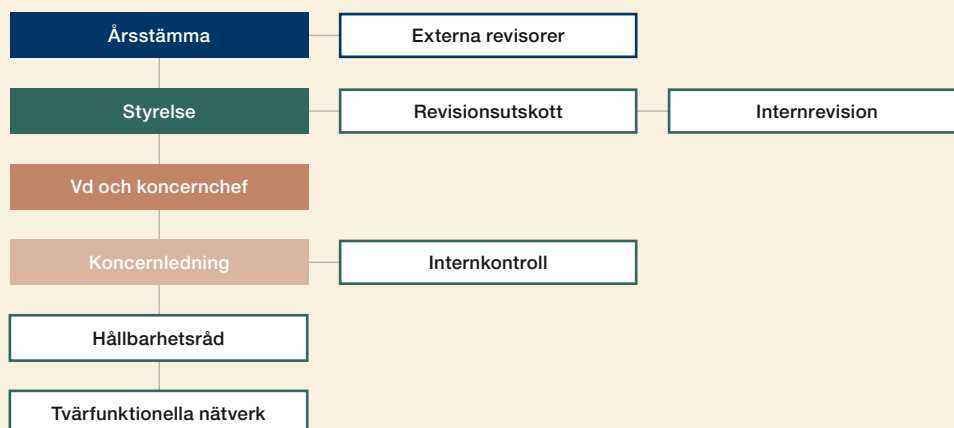 Årsstämma
Externa revisorer
Styrelse
Revisionsutskott
Internrevision
Vd och koncernchef
Koncernledning
Internkontroll
Hållbarhetsråd
Tvärfunktionella nätverk